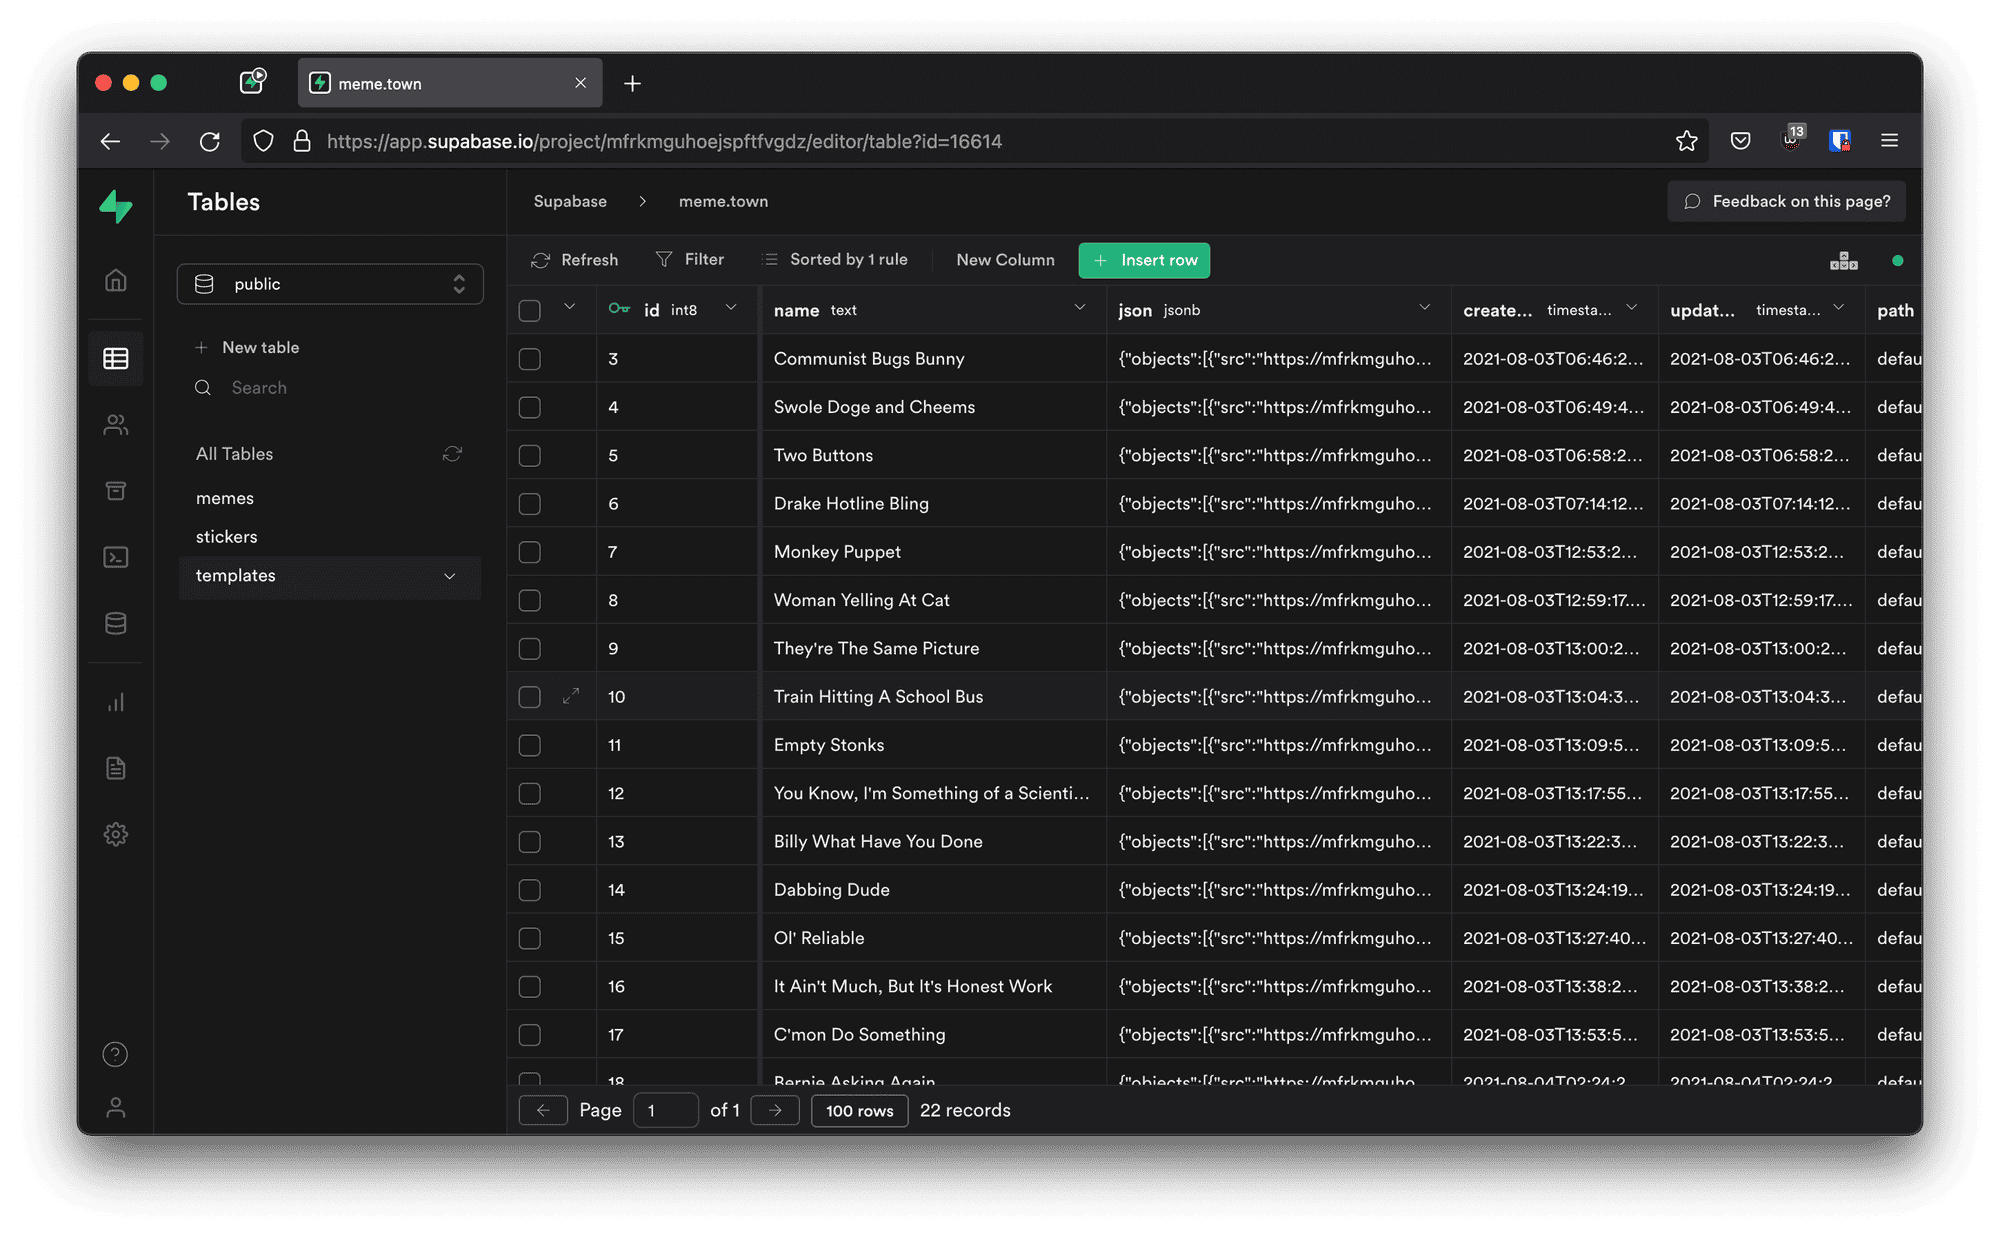 meme.town
https://app.supabase.io/project/mfrkmguhoejspftfvgdz/editor/table?id=16614
13
Tables
Supabase > meme.town
Feedback on this page?
public
New table
Search
All Tables
memes
stickers
templates
Refresh Filter Sorted by 1 rule New Column + Insert row
id int8 name text json jsonb create... timesta... updat... timesta... path
3 Communist Bugs Bunny {"objects":[{"src":"https://mfrkmguho... 2021-08-03T06:46:2... 2021-08-03T06:46:2... defau
4 Swole Doge and Cheems {"objects":[{"src":"https://mfrkmguho... 2021-08-03T06:49:4... 2021-08-03T06:49:4... defau
5 Two Buttons {"objects":[{"src":"https://mfrkmguho... 2021-08-03T06:58:2... 2021-08-03T06:58:2... defau
6 Drake Hotline Bling {"objects":[{"src":"https://mfrkmguho... 2021-08-03T07:14:12... 2021-08-03T07:14:12... defau
7 Monkey Puppet {"objects":[{"src":"https://mfrkmguho... 2021-08-03T12:53:2... 2021-08-03T12:53:2... defau
8 Woman Yelling At Cat {"objects":[{"src":"https://mfrkmguho... 2021-08-03T12:59:17.... 2021-08-03T12:59:17.... defau
9 They're The Same Picture {"objects":[{"src":"https://mfrkmguho... 2021-08-03T13:00:2... 2021-08-03T13:00:2... defau
10 Train Hitting A School Bus {"objects":[{"src":"https://mfrkmguho... 2021-08-03T13:04:3... 2021-08-03T13:04:3... defau
11 Empty Stonks {"objects":[{"src":"https://mfrkmguho... 2021-08-03T13:09:5... 2021-08-03T13:09:5... defau
12 You Know, I'm Something of a Scienti... {"objects":[{"src":"https://mfrkmguho... 2021-08-03T13:17:55... 2021-08-03T13:17:55... defau
13 Billy What Have You Done {"objects":[{"src":"https://mfrkmguho... 2021-08-03T13:22:3... 2021-08-03T13:22:3... defau
14 Dabbing Dude {"objects":[{"src":"https://mfrkmguho... 2021-08-03T13:24:19... 2021-08-03T13:24:19... defau
15 Ol' Reliable {"objects":[{"src":"https://mfrkmguho... 2021-08-03T13:27:40... 2021-08-03T13:27:40... defau
16 It Ain't Much, But It's Honest Work {"objects":[{"src":"https://mfrkmguho... 2021-08-03T13:38:2... 2021-08-03T13:38:2... defau
17 C'mon Do Something {"objects":[{"src":"https://mfrkmguho... 2021-08-03T13:53:5... 2021-08-03T13:53:5... defau
18 Bernie Asking Again {"objects":[{"src":"https://mfrkmguho... 2021-08-04T02:24:2... 2021-08-04T02:24:2... defau
Page 1 of 1 100 rows 22 records